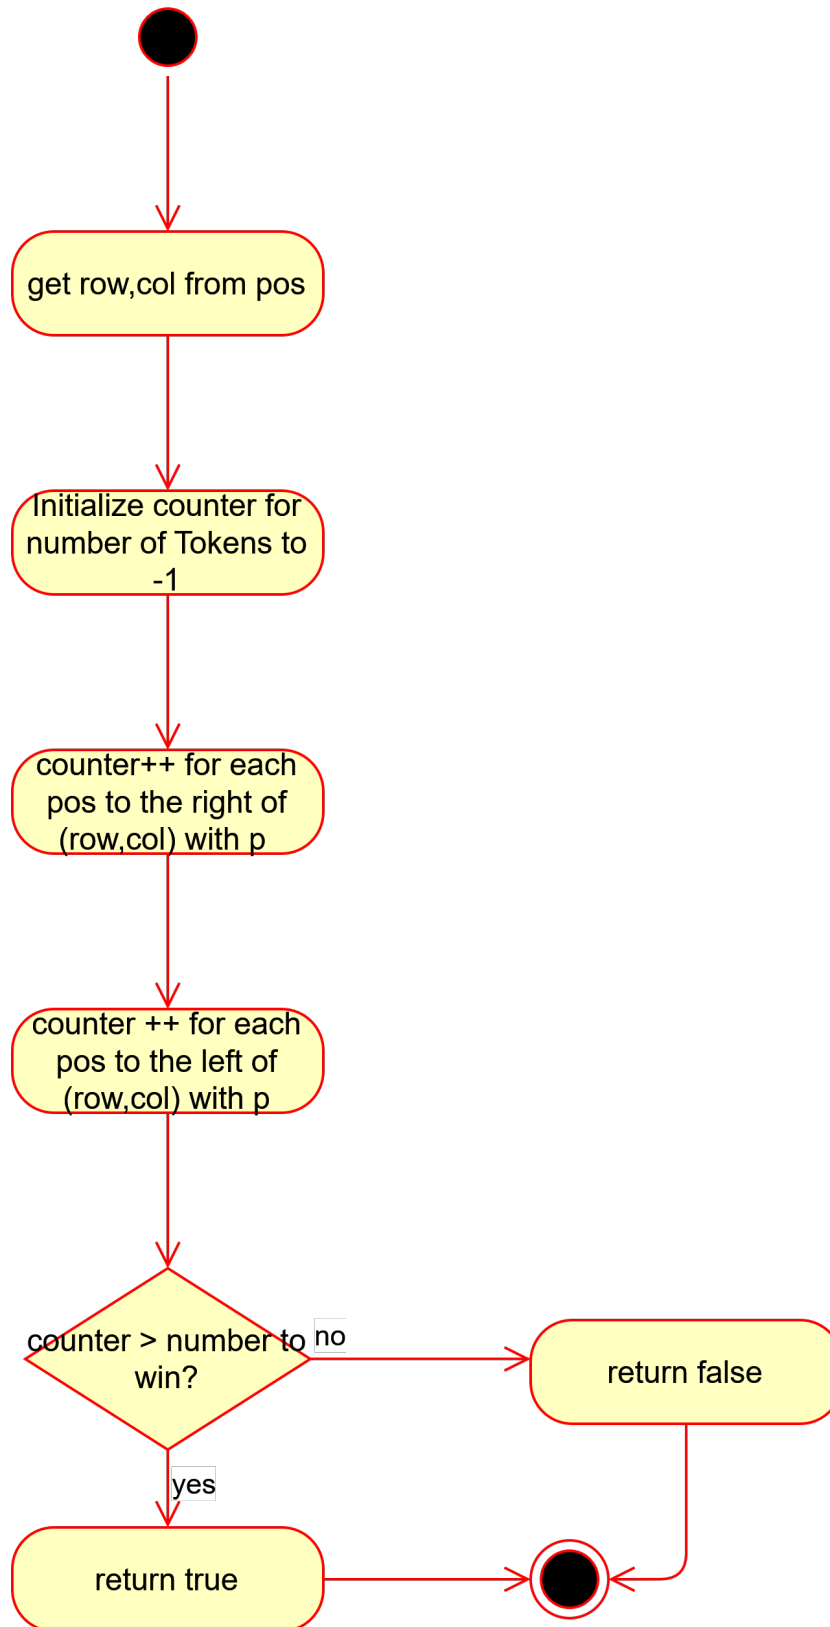 get row,col from pos
Initialize counter for
number of Tokens to
-1
counter++ for each
pos to the right of
(row,col) with p
counter ++ for each
pos to the left of
(row,col) with p
counter > number to
win?
no
return false
yes
return true